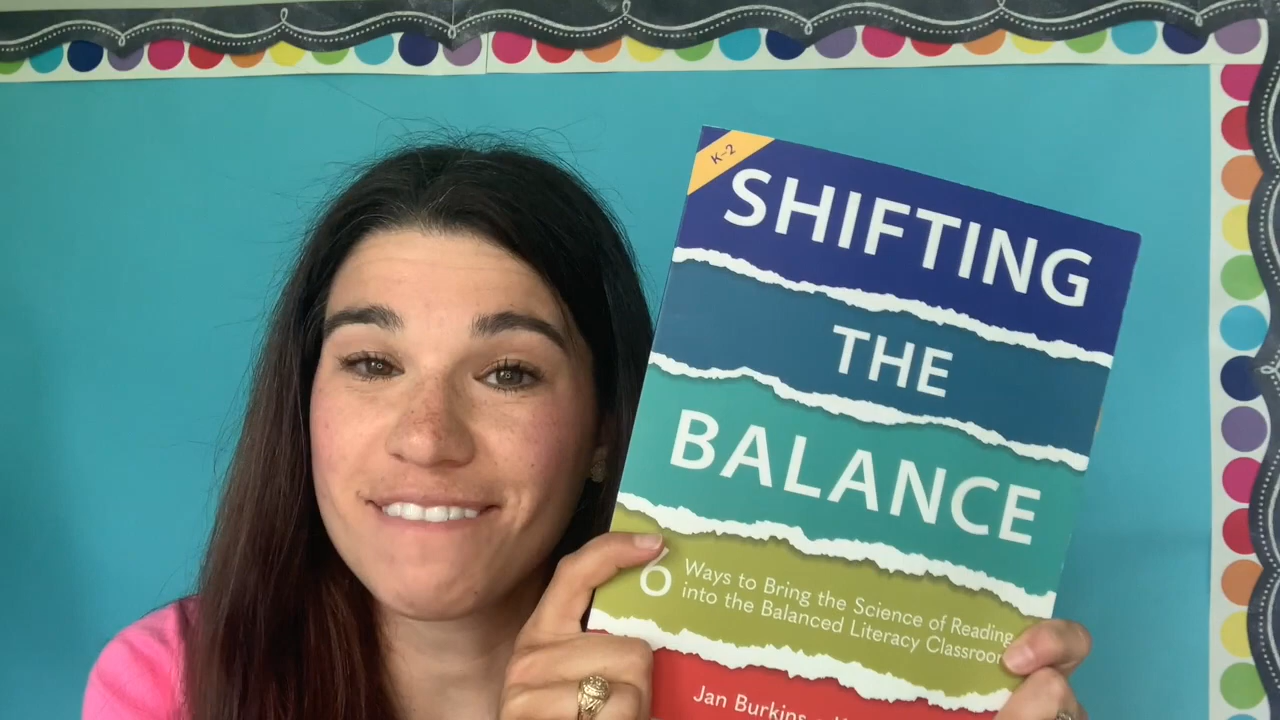 K–2
SHIFTING
THE
BALANCE
6 Ways to Bring the Science of Reading
into the Balanced Literacy Classroom
Jan Burkins